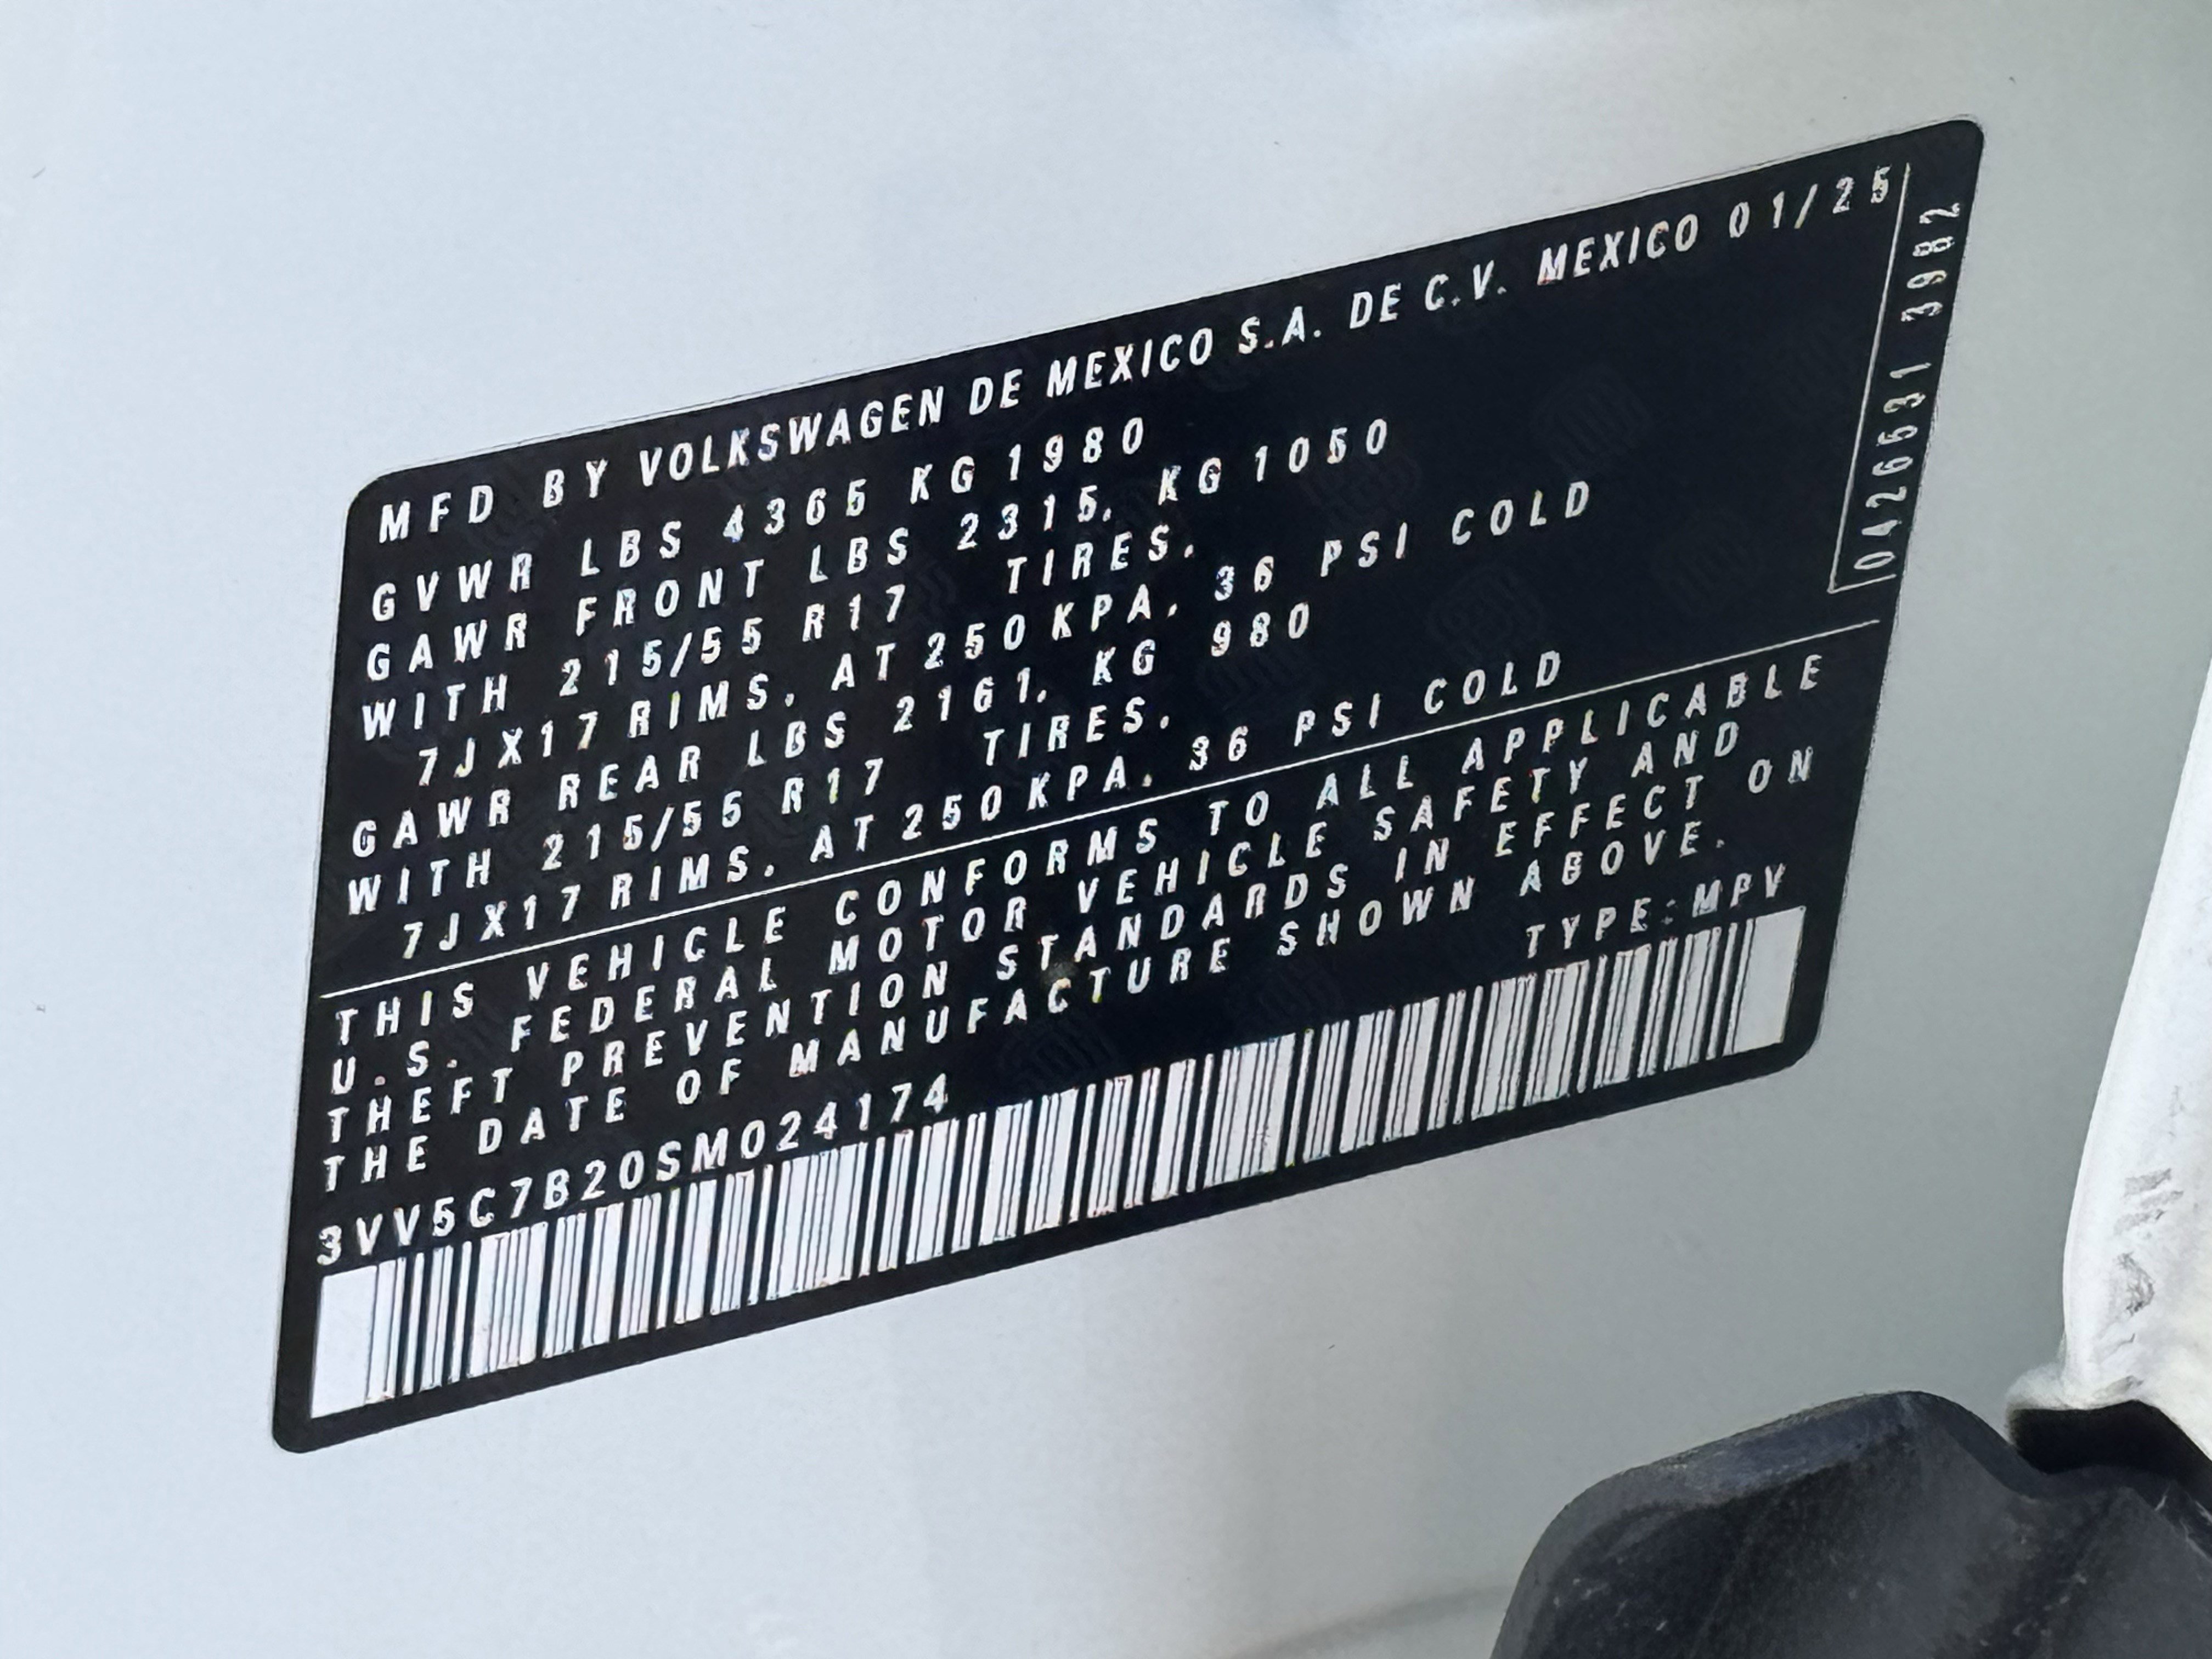 MFD BY VOLKSWAGEN DE MEXICO S.A. DE C.V. MEXICO 01/25
GVWR LBS 4365 KG 1980
GAWR FRONT LBS 2315, KG 1050
WITH 215/55 R17 TIRES,
7JX17 RIMS, AT 250 KPA, 36 PSI COLD
GAWR REAR LBS 2161, KG 980
WITH 215/55 R17 TIRES,
7JX17 RIMS, AT 250 KPA, 36 PSI COLD
0426631 3982
THIS VEHICLE CONFORMS TO ALL APPLICABLE
U.S. FEDERAL MOTOR VEHICLE SAFETY AND
THEFT PREVENTION STANDARDS IN EFFECT ON
THE DATE OF MANUFACTURE SHOWN ABOVE.
3VV5C7B20SM024174 TYPE:MPV